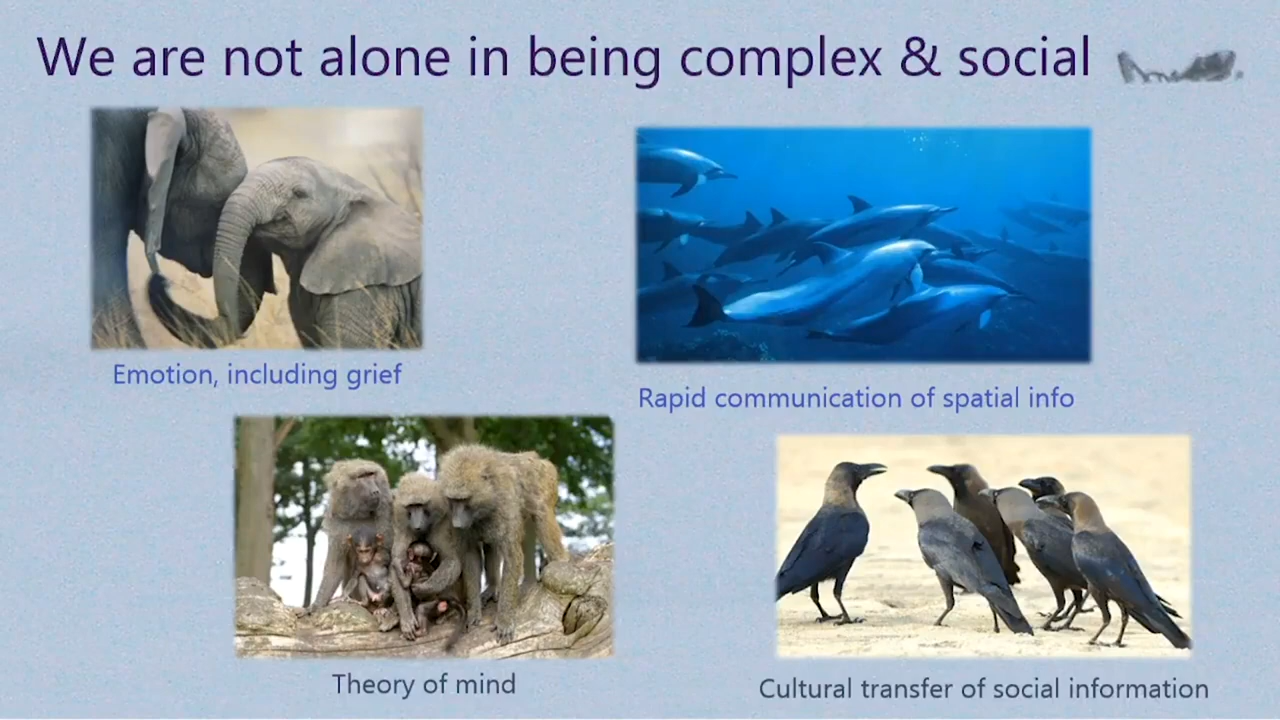 We are not alone in being complex & social
Emotion, including grief
Rapid communication of spatial info
Theory of mind
Cultural transfer of social information